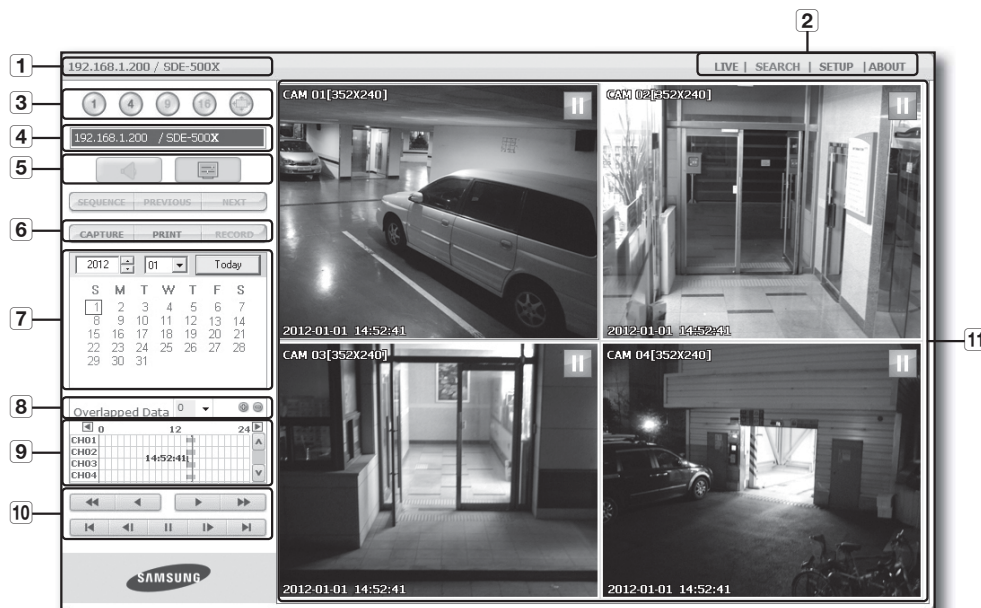 2
1
192.168.1.200 / SDE-500X
LIVE | SEARCH | SETUP | ABOUT
3
1 4 9 16
4
192.168.1.200 / SDE-500X
5
SEQUENCE PREVIOUS NEXT
6
CAPTURE PRINT RECORD
7
2012 01 Today
S M T W T F S
1 2 3 4 5 6 7
8 9 10 11 12 13 14
15 16 17 18 19 20 21
22 23 24 25 26 27 28
29 30 31
8
Overlapped Data 0
9
0 12 24
CH01
CH02
CH03
CH04
14:52:41
10
SAMSUNG
CAM 01[352X240]
2012-01-01 14:52:41
CAM 02[352X240]
2012-01-01 14:52:41
CAM 03[352X240]
2012-01-01 14:52:41
CAM 04[352X240]
2012-01-01 14:52:41
11